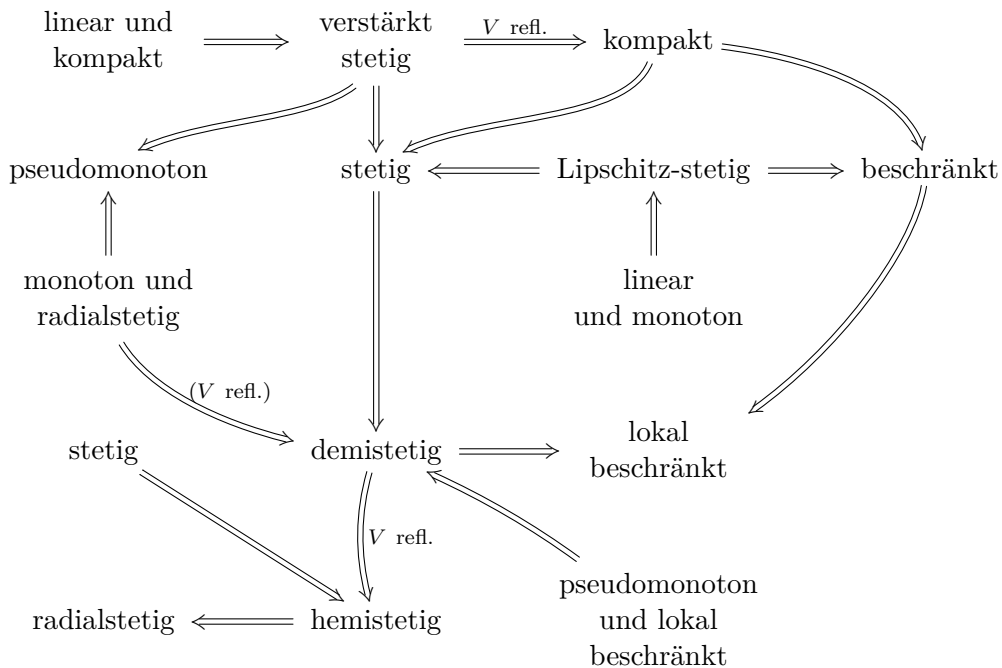 linear und
kompakt
verstärkt
stetig
V refl.
kompakt
pseudomonoton
stetig
Lipschitz-stetig
beschränkt
monoton und
radialstetig
linear
und monoton
(V refl.)
stetig
demistetig
lokal
beschränkt
V refl.
radialstetig
hemistetig
pseudomonoton
und lokal
beschränkt